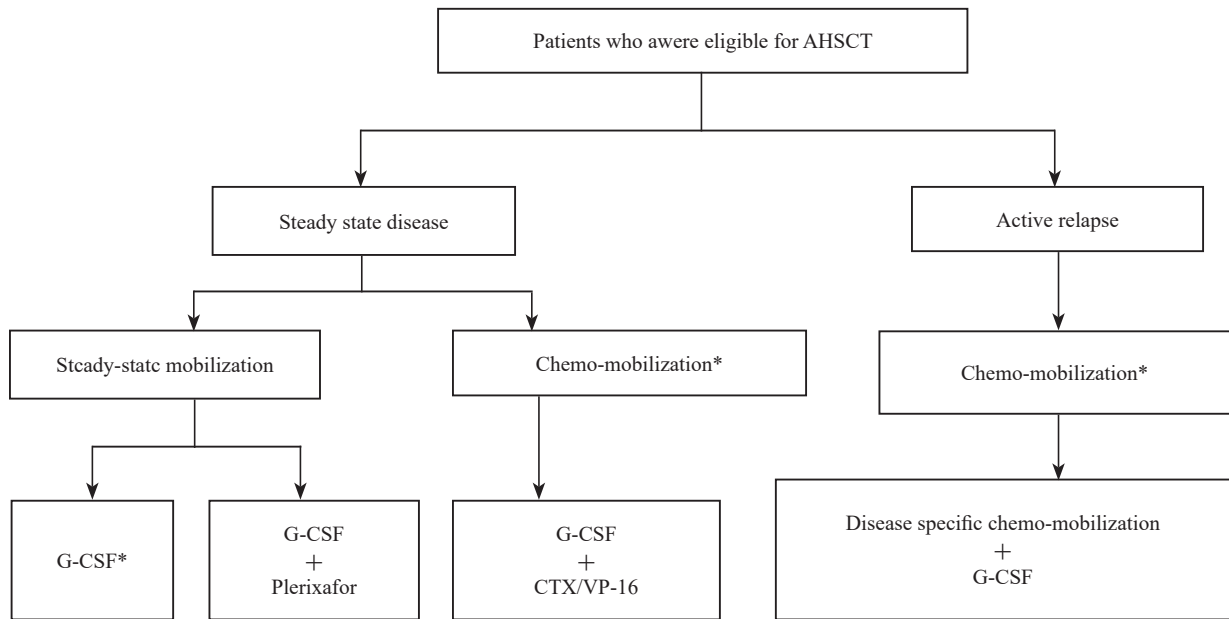 Patients who awere eligible for AHSCT
Steady state disease
Active relapse
Stcady-statc mobilization
Chemo-mobilization*
Chemo-mobilization*
G-CSF*
G-CSF
+
Plerixafor
G-CSF
+
CTX/VP-16
Disease specific chemo-mobilization
+
G-CSF